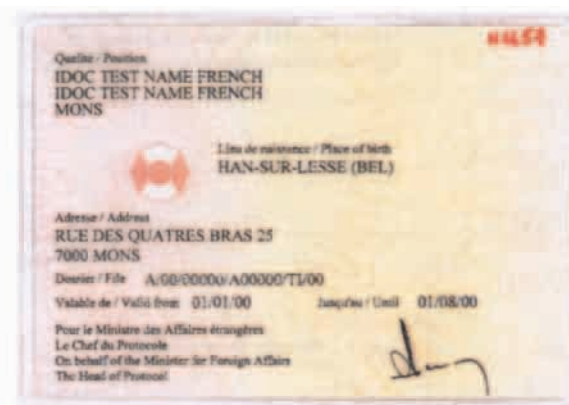 Qualité / Position
IDOC TEST NAME FRENCH
IDOC TEST NAME FRENCH
MONS
Lieu de naissance / Place of birth
HAN-SUR-LESSE (BEL)
Adresse / Address
RUE DES QUATRES BRAS 25
7000 MONS
Dossier / File A/00/00000/A00000/TI/00
Valable de / Valid from 01/01/00 Jusqu'au / Until 01/08/00
Pour le Ministre des Affaires étrangères
Le Chef du Protocole
On behalf of the Minister for Foreign Affairs
The Head of Protocol